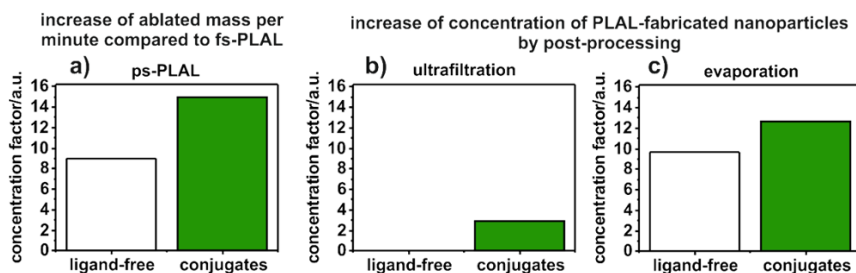 increase of ablated mass per
minute compared to fs-PLAL
increase of concentration of PLAL-fabricated nanoparticles
by post-processing
a)
ps-PLAL
concentration factor/a.u.
16
14
12
10
8
6
4
2
0
ligand-free conjugates
b)
ultrafiltration
concentration factor/a.u.
16
14
12
10
8
6
4
2
0
ligand-free conjugates
c)
evaporation
concentration factor/a.u.
16
14
12
10
8
6
4
2
0
ligand-free conjugates